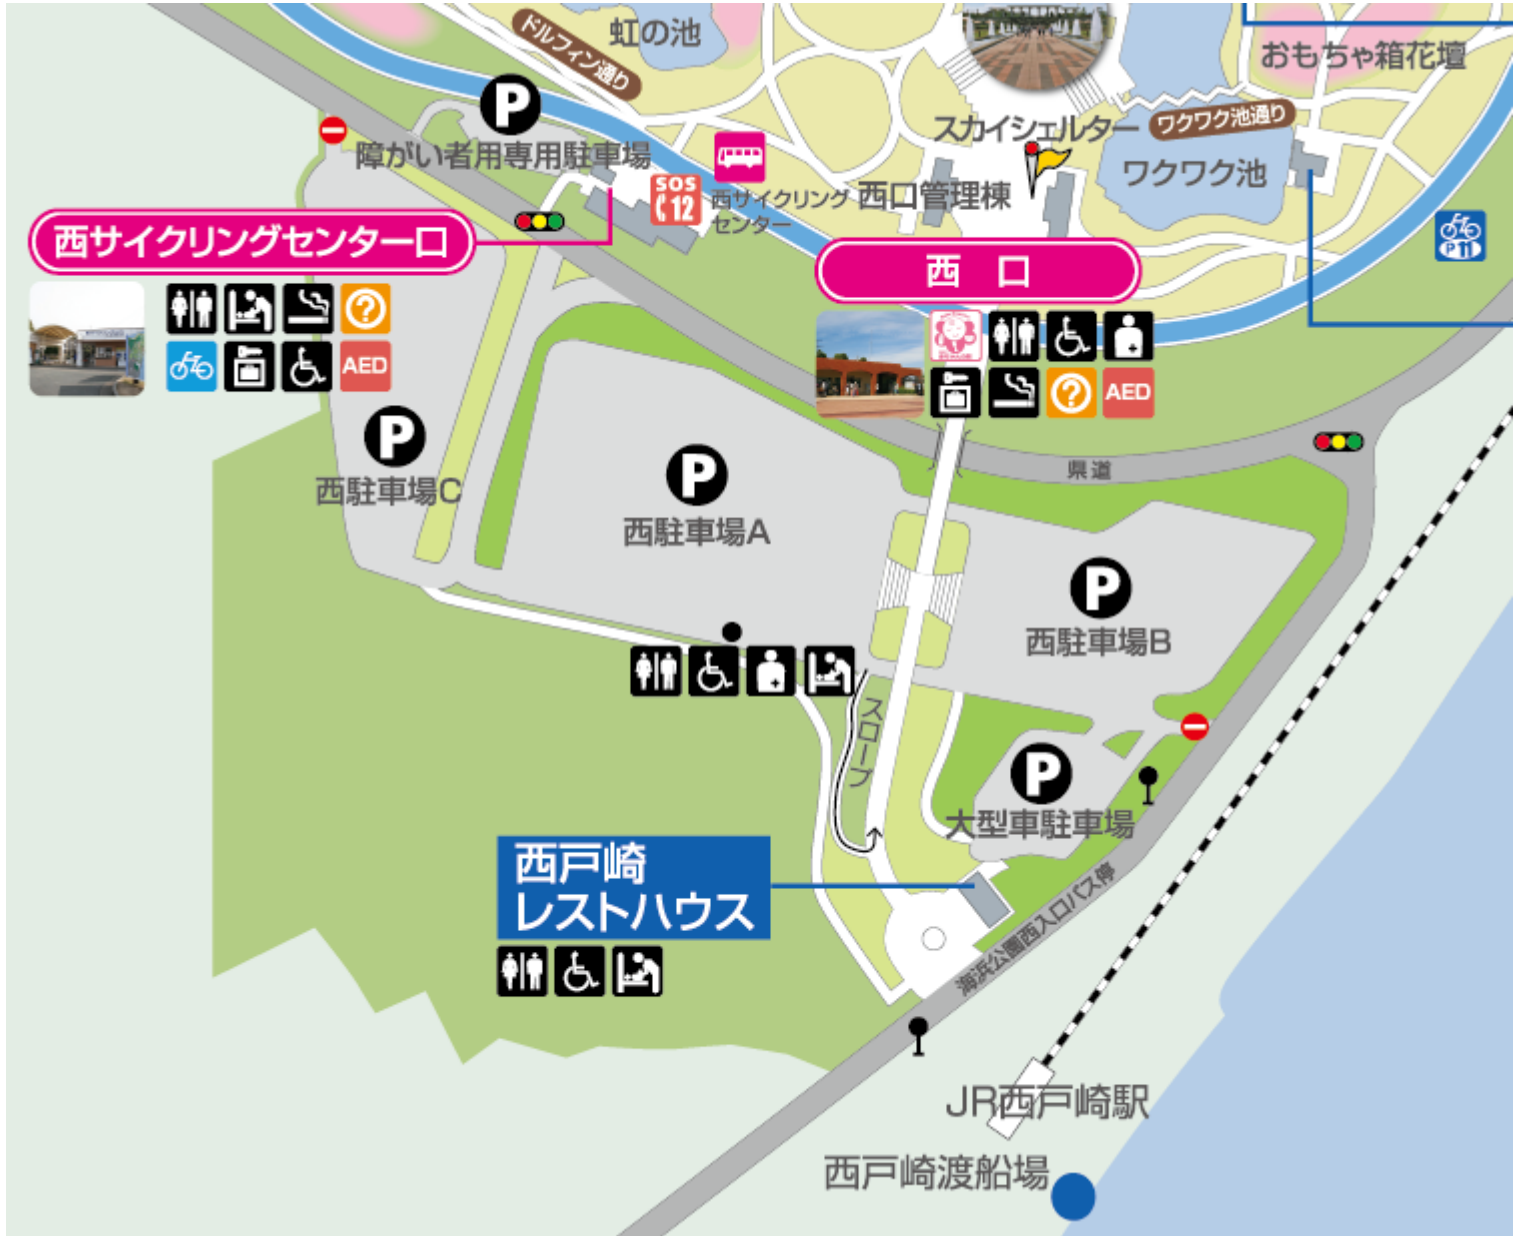 虹の池
ドルフィン通り
おもちゃ箱花壇
P
スカイシェルター
ワクワク池通り
障がい者用専用駐車場
ワクワク池
SOS
12
西サイクリング
センター
西口管理棟
西サイクリングセンター口
P11
西 口
?
AED
?
AED
P
西駐車場C
P
西駐車場A
県道
P
西駐車場B
スロープ
P
大型車駐車場
西戸崎
レストハウス
海浜公園西入口バス停
JR西戸崎駅
西戸崎渡船場